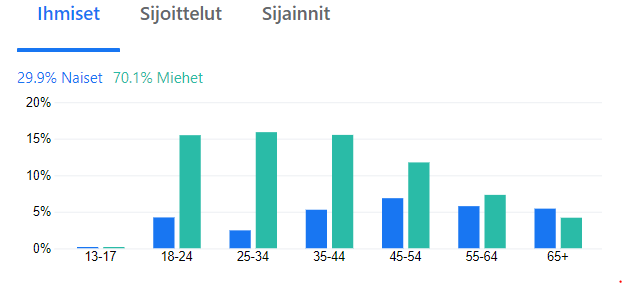 Ihmiset Sijoittelut Sijainnit
29.9% Naiset 70.1% Miehet
20%
15%
10%
5%
0%
13-17 18-24 25-34 35-44 45-54 55-64 65+